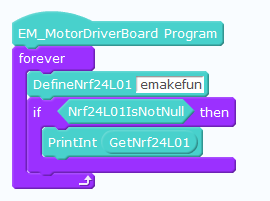 EM_MotorDriverBoard Program
forever
DefineNrf24L01 emakefun
if Nrf24L01IsNotNull then
PrintInt GetNrf24L01